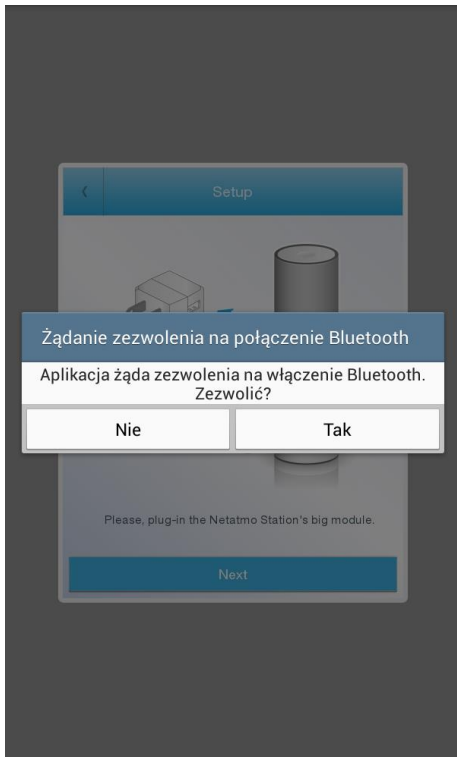 Setup
Żądanie zezwolenia na połączenie Bluetooth
Aplikacja żąda zezwolenia na włączenie Bluetooth.
Zezwolić?
Nie
Tak
Please, plug-in the Netatmo Station's big module.
Next